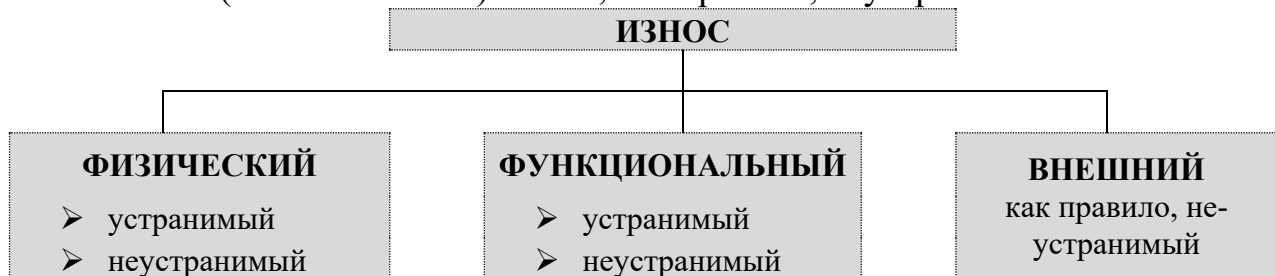 ИЗНОС
ФИЗИЧЕСКИЙ
➢ устранимый
➢ неустранимый
ФУНКЦИОНАЛЬНЫЙ
➢ устранимый
➢ неустранимый
ВНЕШНИЙ
как правило, не-
устранимый